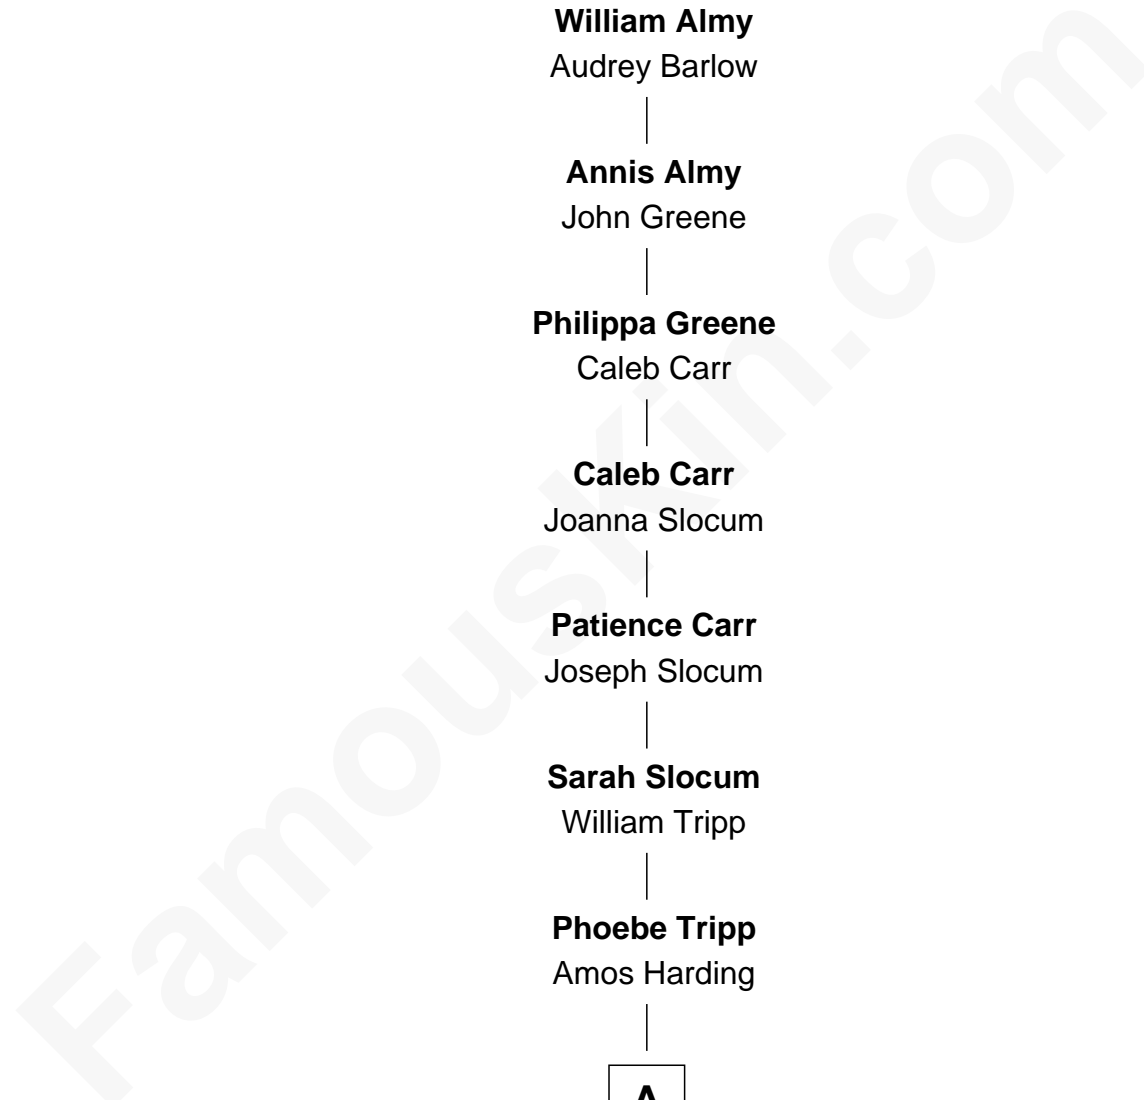 William Almy
Audrey Barlow
Annis Almy
John Greene
Philippa Greene
Caleb Carr
Caleb Carr
Joanna Slocum
Patience Carr
Joseph Slocum
Sarah Slocum
William Tripp
Phoebe Tripp
Amos Harding
A
FamousKin.com